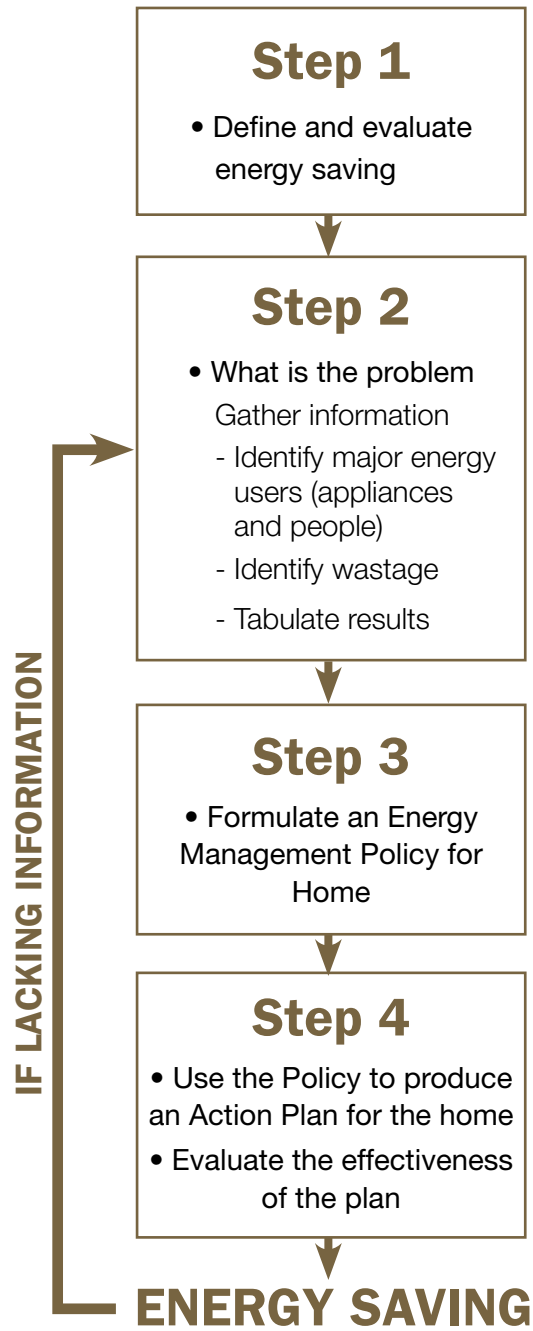 Step 1
• Define and evaluate
energy saving
Step 2
• What is the problem
Gather information
- Identify major energy
users (appliances
and people)
- Identify wastage
- Tabulate results
Step 3
• Formulate an Energy
Management Policy for
Home
Step 4
• Use the Policy to produce
an Action Plan for the home
• Evaluate the effectiveness
of the plan
ENERGY SAVING
IF LACKING INFORMATION